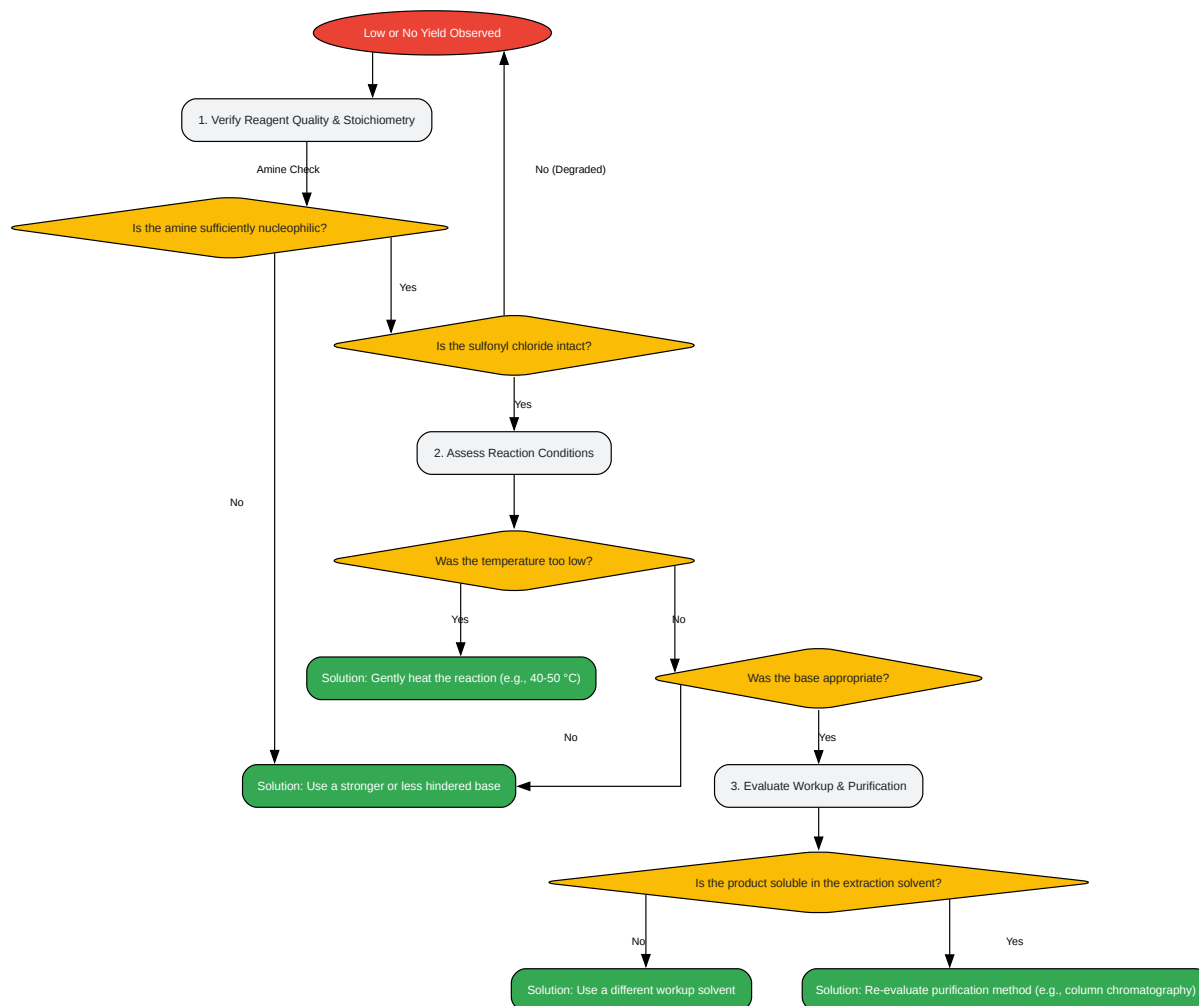 Low or No Yield Observed
1. Verify Reagent Quality & Stoichiometry
Amine Check
No (Degraded)
Is the amine sufficiently nucleophilic?
Yes
Is the sulfonyl chloride intact?
Yes
2. Assess Reaction Conditions
No
Was the temperature too low?
Yes
No
Solution: Gently heat the reaction (e.g., 40-50 °C)
Was the base appropriate?
No
Yes
Solution: Use a stronger or less hindered base
3. Evaluate Workup & Purification
Is the product soluble in the extraction solvent?
No
Yes
Solution: Use a different workup solvent
Solution: Re-evaluate purification method (e.g., column chromatography)